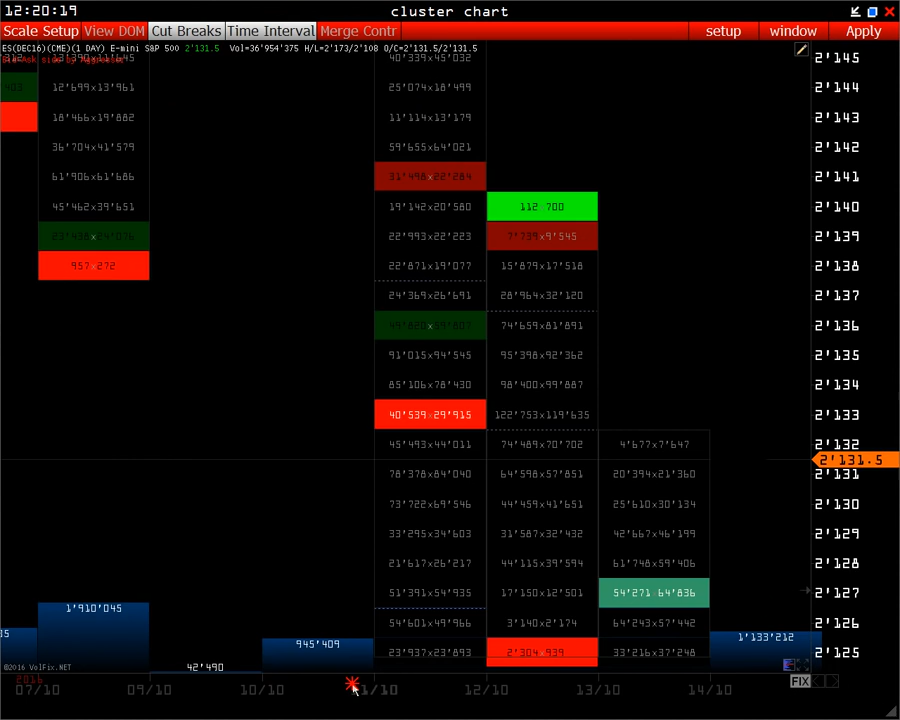 12:20:19 cluster chart
Scale Setup View DOM Cut Breaks Time Interval Merge Contr setup window Apply
ES(DEC16)(CME)(1 DAY) E-mini S&P 500 2'131.5 Vol=36'954'375 H/L=2'173/2'108 O/C=2'131.5/2'131.5
40'339x45'032 2'145
12'699x13'961 25'074x18'499 2'144
18'466x19'882 11'114x13'179 2'143
36'704x41'579 59'655x64'021 2'142
61'906x61'686 31'498x22'284 2'141
45'462x39'651 19'142x20'580 112 700 2'140
22'993x22'223 7'739x9'545 2'139
957x272 22'871x19'077 15'879x17'518 2'138
24'369x26'691 28'964x32'120 2'137
74'659x81'891 2'136
91'015x94'545 95'398x92'362 2'135
85'106x78'430 98'400x99'887 2'134
40'539x29'915 122'753x119'635 2'133
45'493x44'011 74'489x70'702 4'677x7'647 2'132
2'131.5
78'378x84'040 64'598x57'851 20'394x21'360 2'131
73'722x69'546 44'459x41'651 25'610x30'134 2'130
33'295x34'603 31'587x32'432 42'667x46'199 2'129
21'617x26'217 44'115x39'594 61'748x59'406 2'128
51'391x54'935 17'150x12'501 54'271x64'836 2'127
1'910'045 54'601x49'966 3'140x2'174 64'243x57'442 2'126
945'409 23'937x23'893 2'304x939 33'216x37'248 1'133'212 2'125
©2016 VolFix.NET 42'490
2016 FIX
07/10 09/10 10/10 11/10 12/10 13/10 14/10